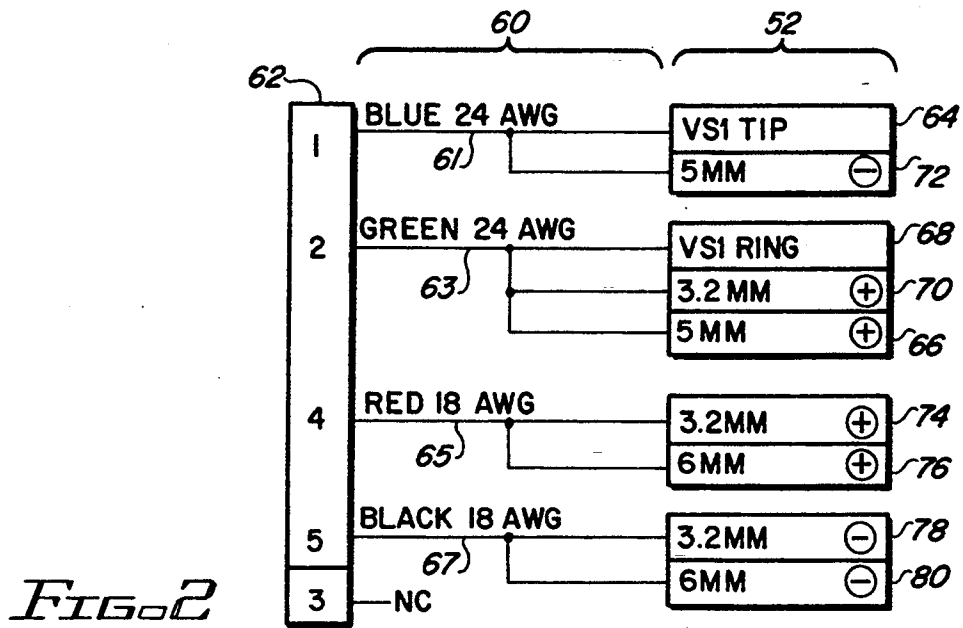 60 52
62
BLUE 24 AWG
1
61
VS1 TIP 64
5MM ⊖ 72
GREEN 24 AWG
2
63
VS1 RING 68
3.2 MM ⊕ 70
5MM ⊕ 66
RED 18 AWG
4
65
3.2MM ⊕ 74
6MM ⊕ 76
BLACK 18 AWG
5
67
3.2MM ⊖ 78
6MM ⊖ 80
3 NC
FIG. 2